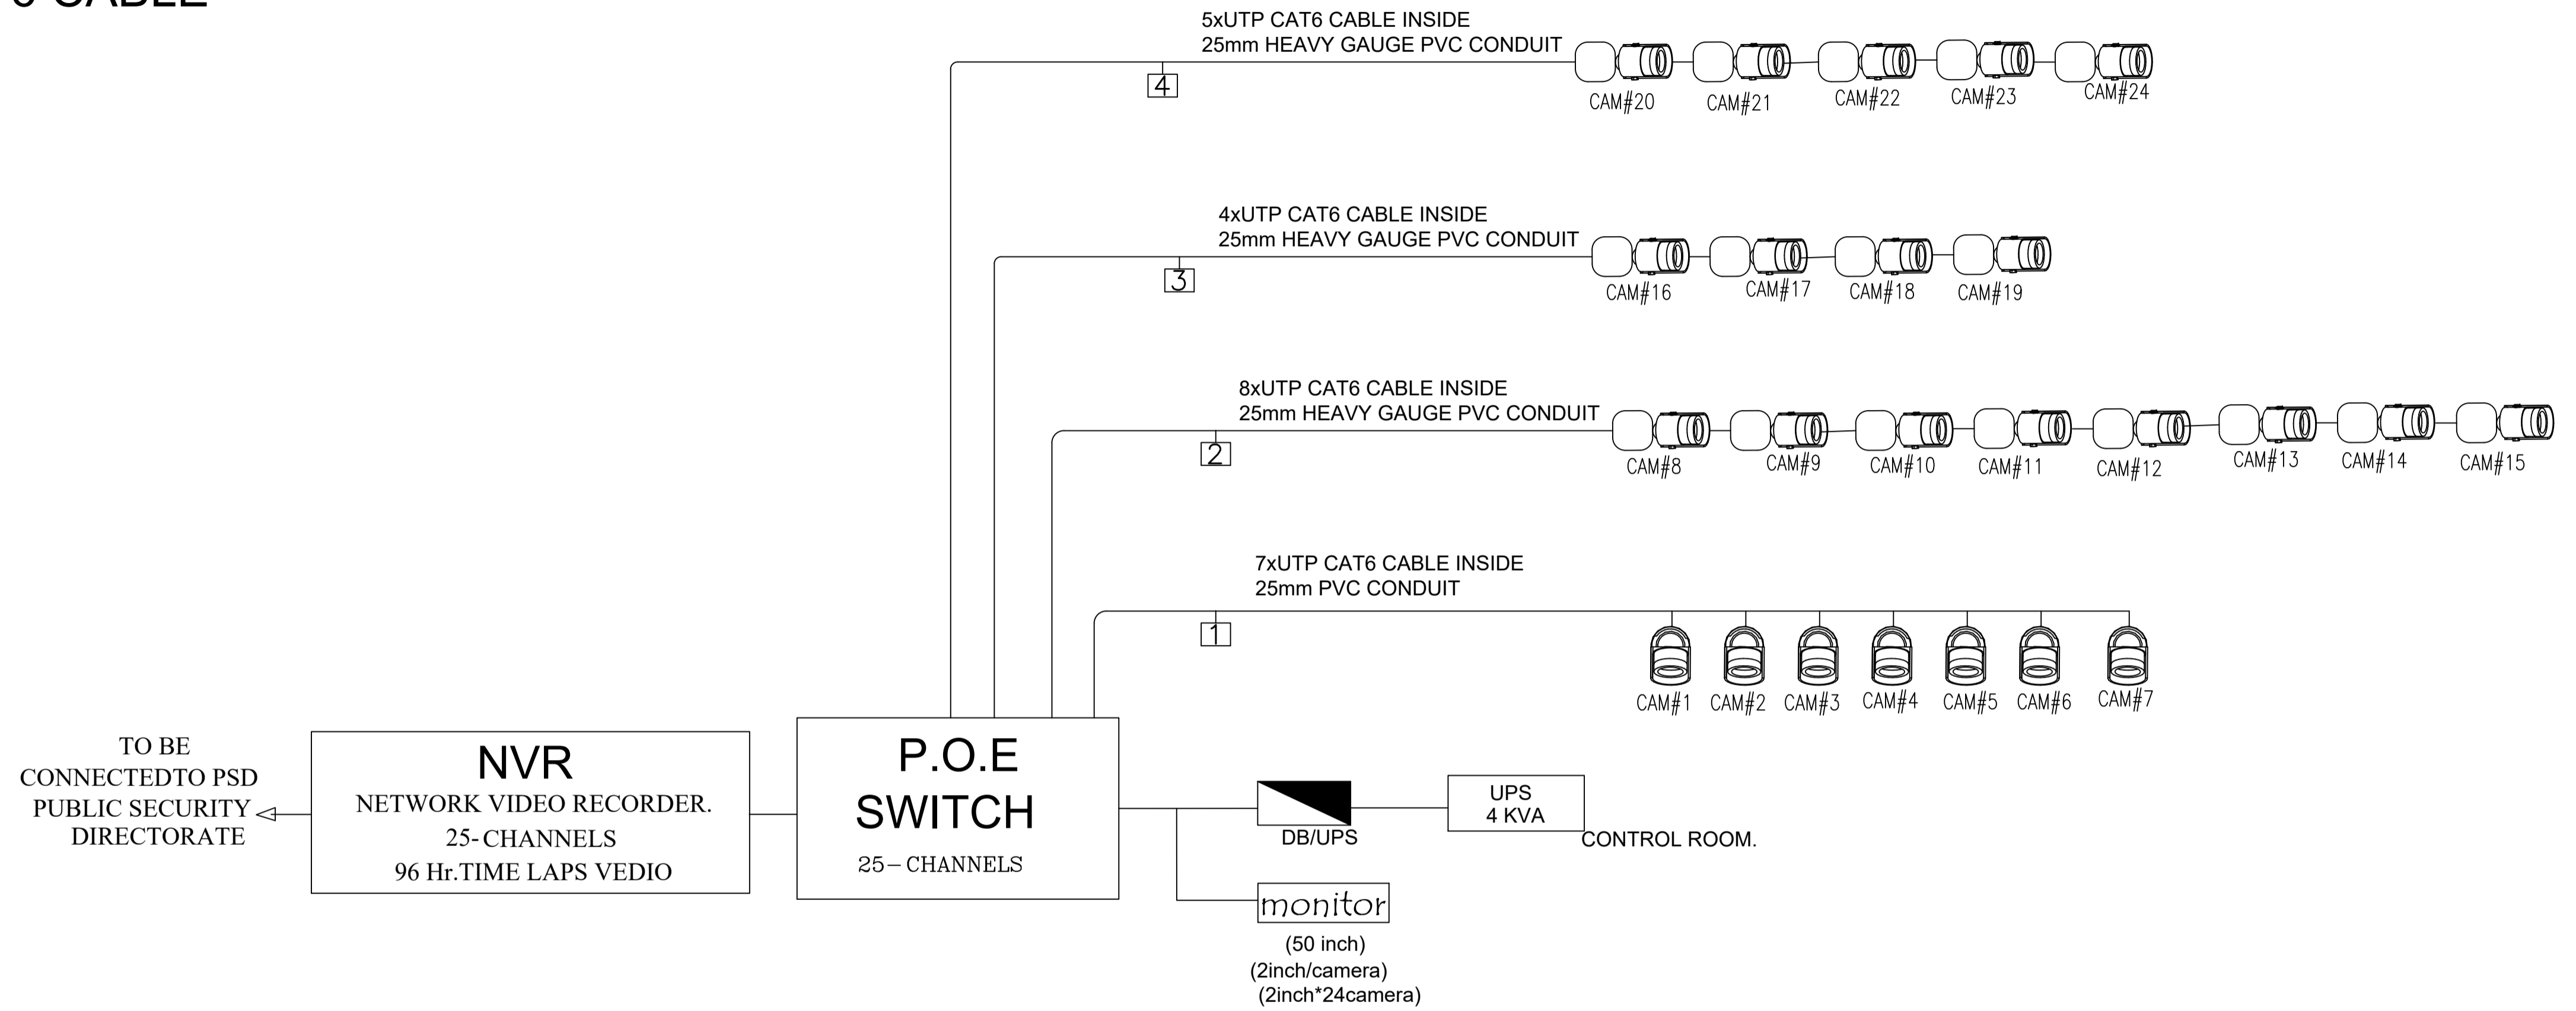 5xUTP CAT6 CABLE INSIDE
25mm HEAVY GAUGE PVC CONDUIT
4
CAM#20 CAM#21 CAM#22 CAM#23 CAM#24
4xUTP CAT6 CABLE INSIDE
25mm HEAVY GAUGE PVC CONDUIT
3
CAM#16 CAM#17 CAM#18 CAM#19
8xUTP CAT6 CABLE INSIDE
25mm HEAVY GAUGE PVC CONDUIT
2
CAM#8 CAM#9 CAM#10 CAM#11 CAM#12 CAM#13 CAM#14 CAM#15
7xUTP CAT6 CABLE INSIDE
25mm PVC CONDUIT
1
CAM#1 CAM#2 CAM#3 CAM#4 CAM#5 CAM#6 CAM#7
TO BE
CONNECTEDTO PSD
PUBLIC SECURITY
DIRECTORATE
NVR
NETWORK VIDEO RECORDER.
25- CHANNELS
96 Hr.TIME LAPS VEDIO
P.O.E
SWITCH
25- CHANNELS
DB/UPS
UPS
4 KVA
CONTROL ROOM.
monitor
(50 inch)
(2inch/camera)
(2inch*24camera)